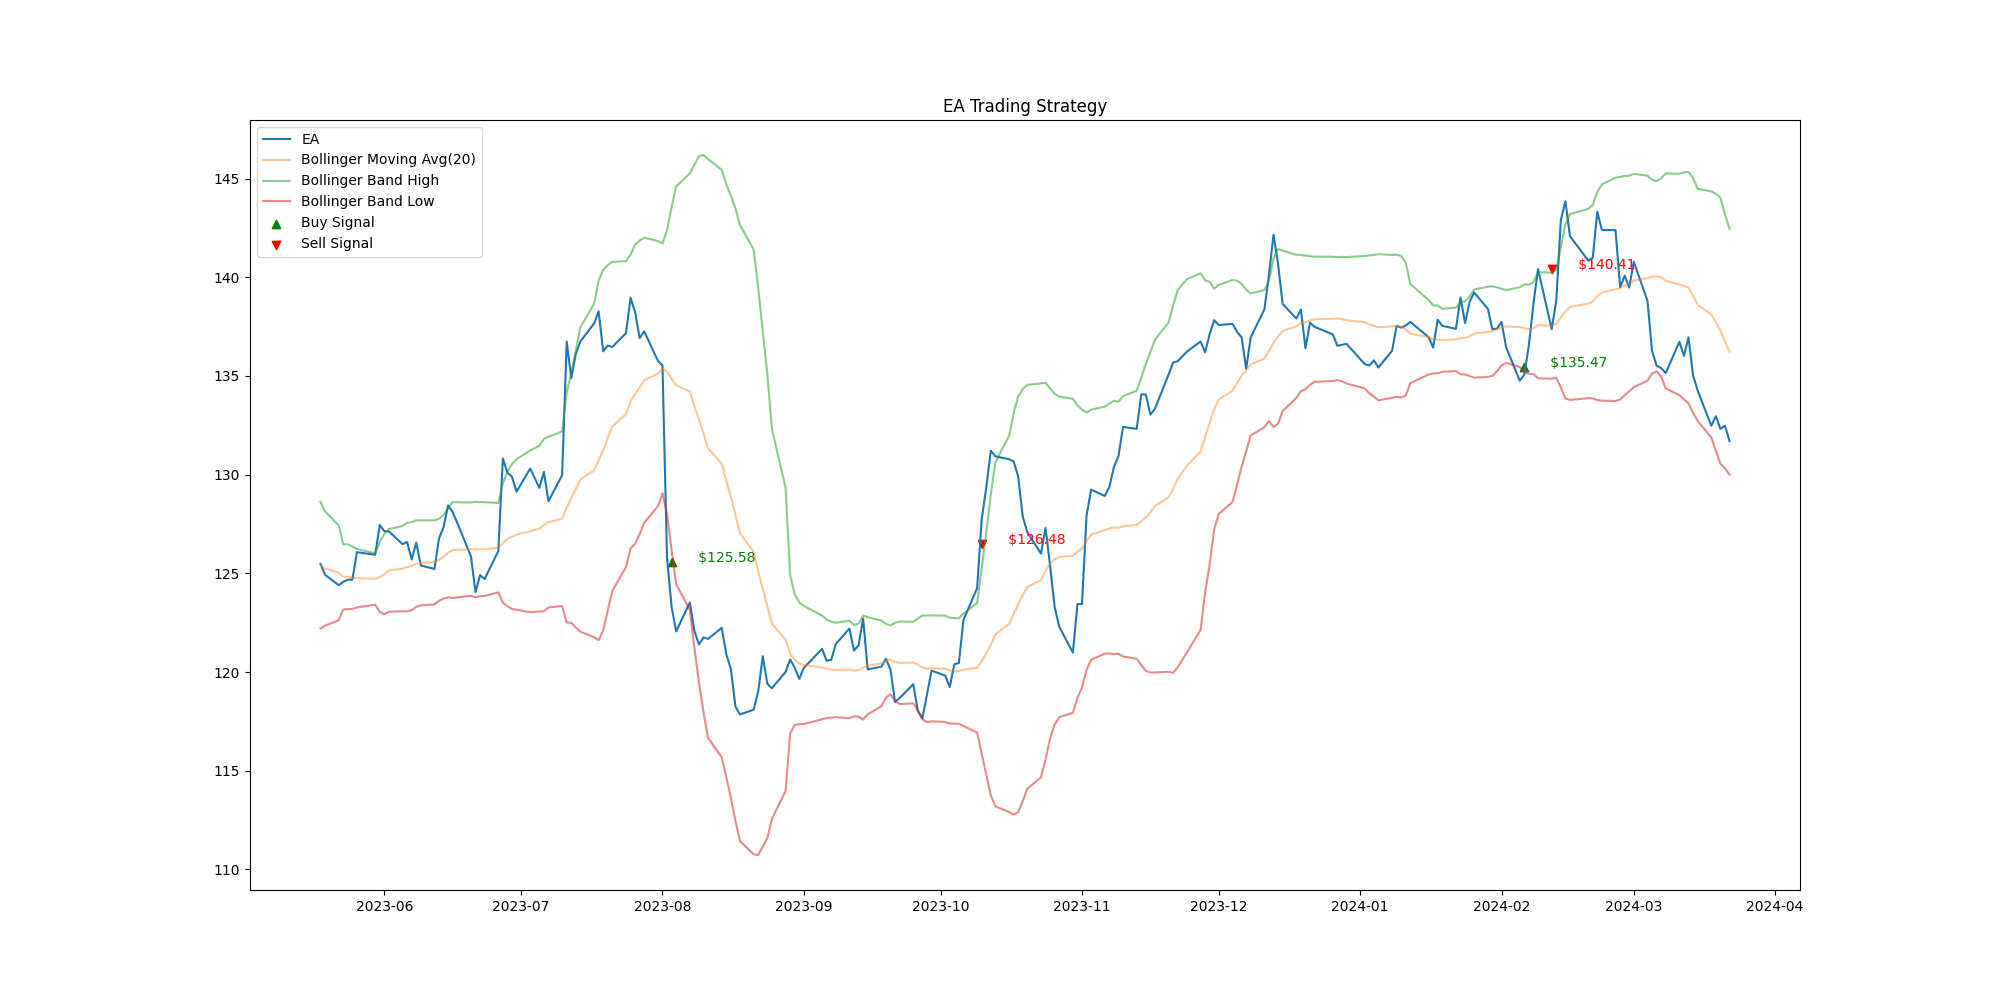 EA Trading Strategy
EA
Bollinger Moving Avg(20)
Bollinger Band High
Bollinger Band Low
Buy Signal
Sell Signal
145
140
135
130
125
120
115
110
$140.41
$135.47
$126.48
$125.58
2023-06 2023-07 2023-08 2023-09 2023-10 2023-11 2023-12 2024-01 2024-02 2024-03 2024-04